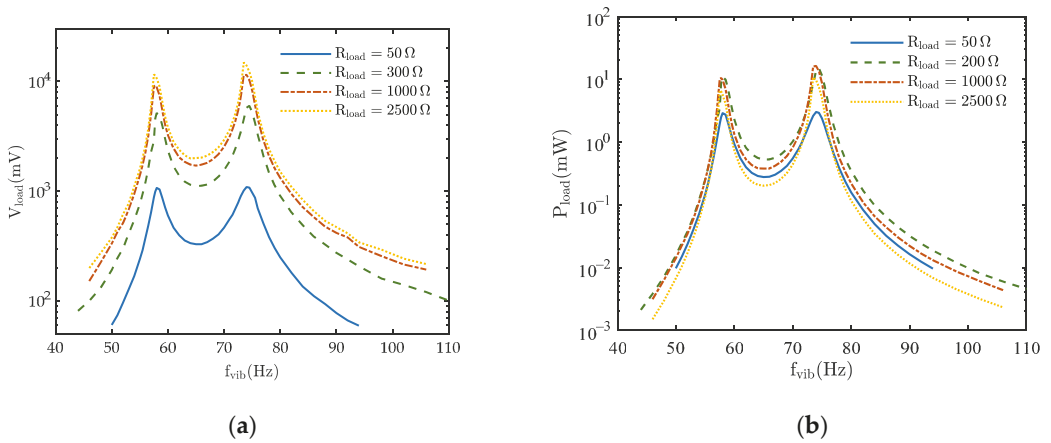 R_load = 50 Ω
R_load = 300 Ω
R_load = 1000 Ω
R_load = 2500 Ω
10^4
10^3
10^2
V_load(mV)
40 50 60 70 80 90 100 110
f_vib(Hz)
(a)
R_load = 50 Ω
R_load = 200 Ω
R_load = 1000 Ω
R_load = 2500 Ω
10^2
10^1
10^0
10^−1
10^−2
10^−3
P_load(mW)
40 50 60 70 80 90 100 110
f_vib(Hz)
(b)